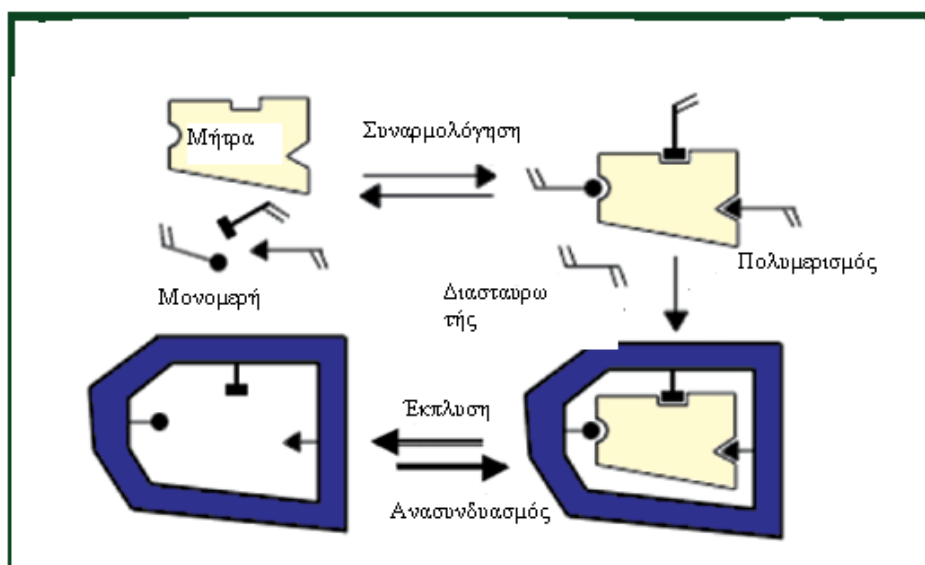 Μήτρα
Συναρμολόγηση
Μονομερή
Πολυμερισμός
Διασταυρω
τής
Έκπλυση
Ανασυνδυασμός